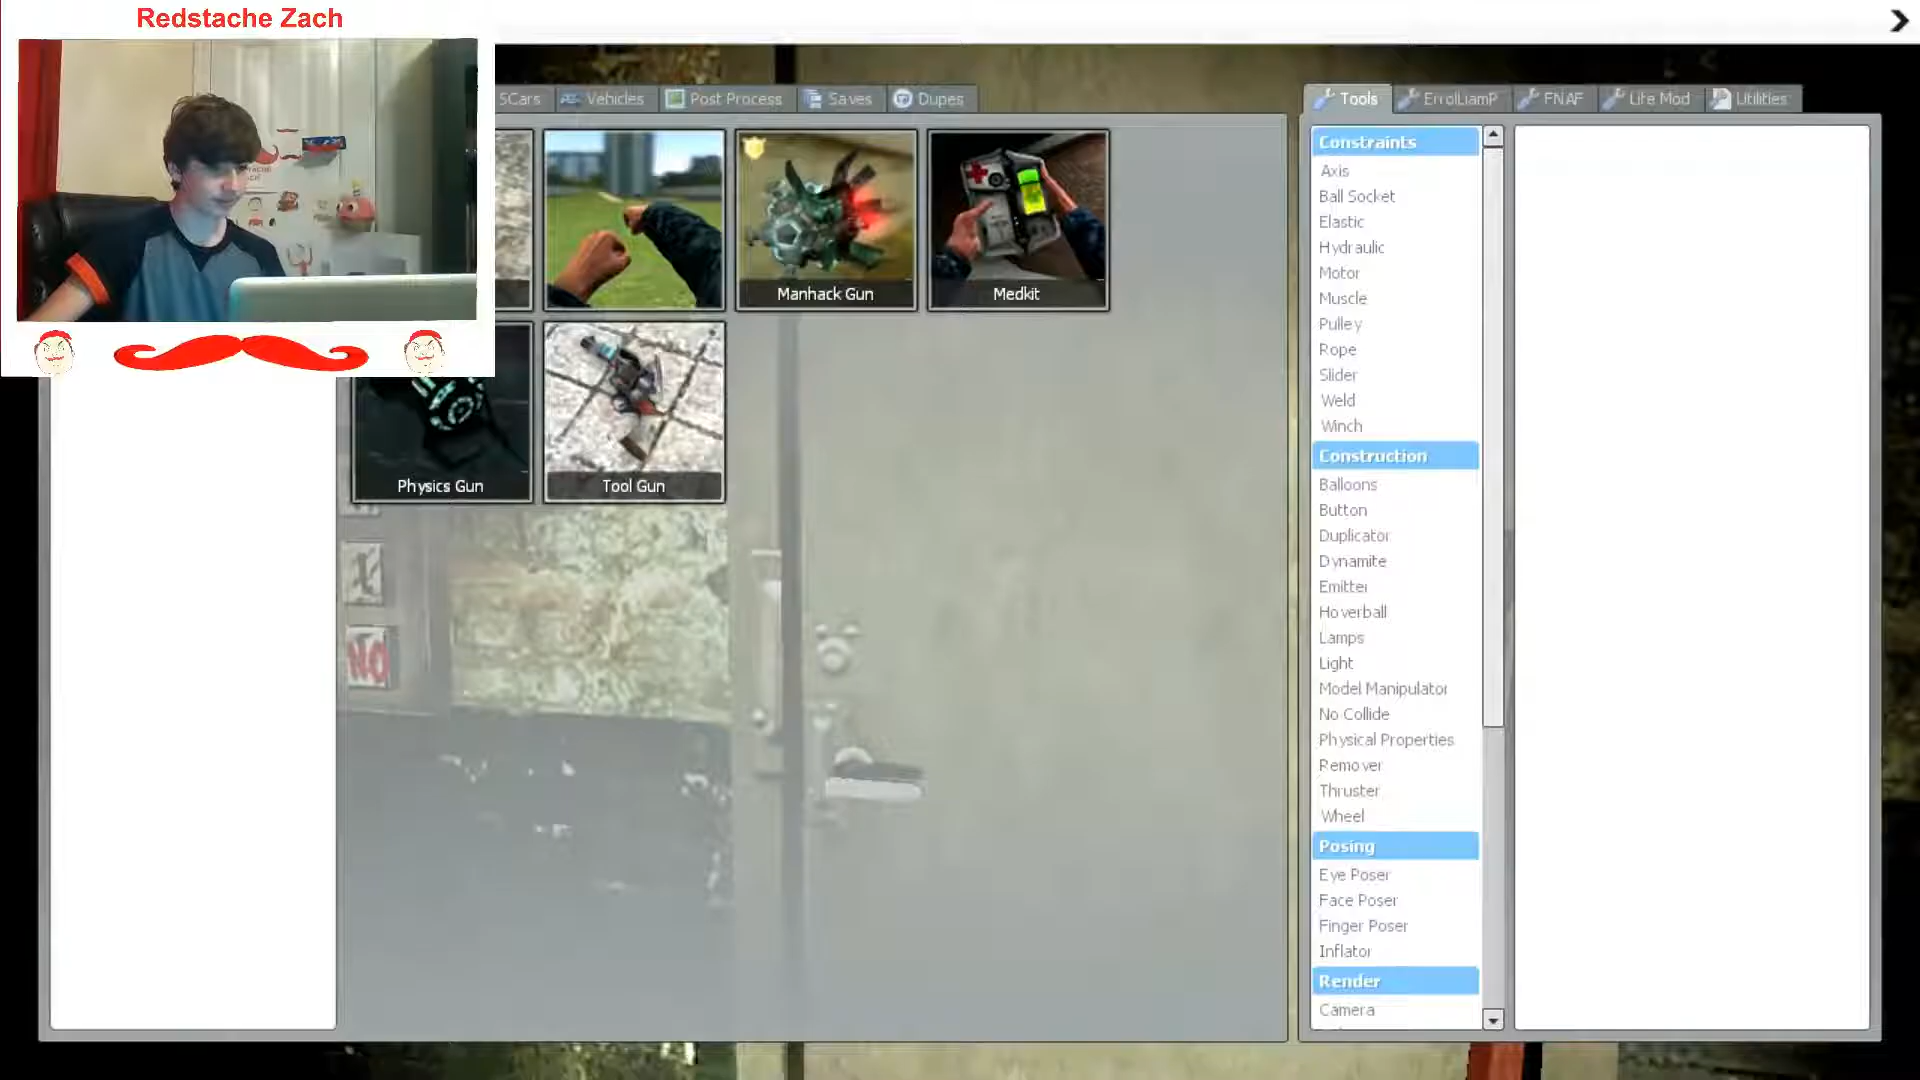 Redstache Zach
SCars
Vehicles
Post Process
Saves
Dupes
Tools
ErrolLiamP
FNAF
Life Mod
Utilities
Manhack Gun
Medkit
Physics Gun
Tool Gun
NO
Constraints
Axis
Ball Socket
Elastic
Hydraulic
Motor
Muscle
Pulley
Rope
Slider
Weld
Winch
Construction
Balloons
Button
Duplicator
Dynamite
Emitter
Hoverball
Lamps
Light
Model Manipulator
No Collide
Physical Properties
Remover
Thruster
Wheel
Posing
Eye Poser
Face Poser
Finger Poser
Inflator
Render
Camera